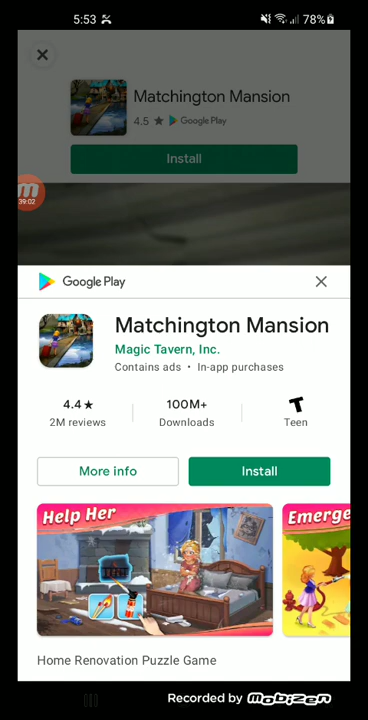 5:53
78%
Matchington Mansion
4.5 ★ Google Play
Install
39:02
Google Play
Matchington Mansion
Magic Tavern, Inc.
Contains ads • In-app purchases
4.4★
100M+
T
2M reviews
Downloads
Teen
More info
Install
Help Her
Emerge
Home Renovation Puzzle Game
Recorded by mobizen